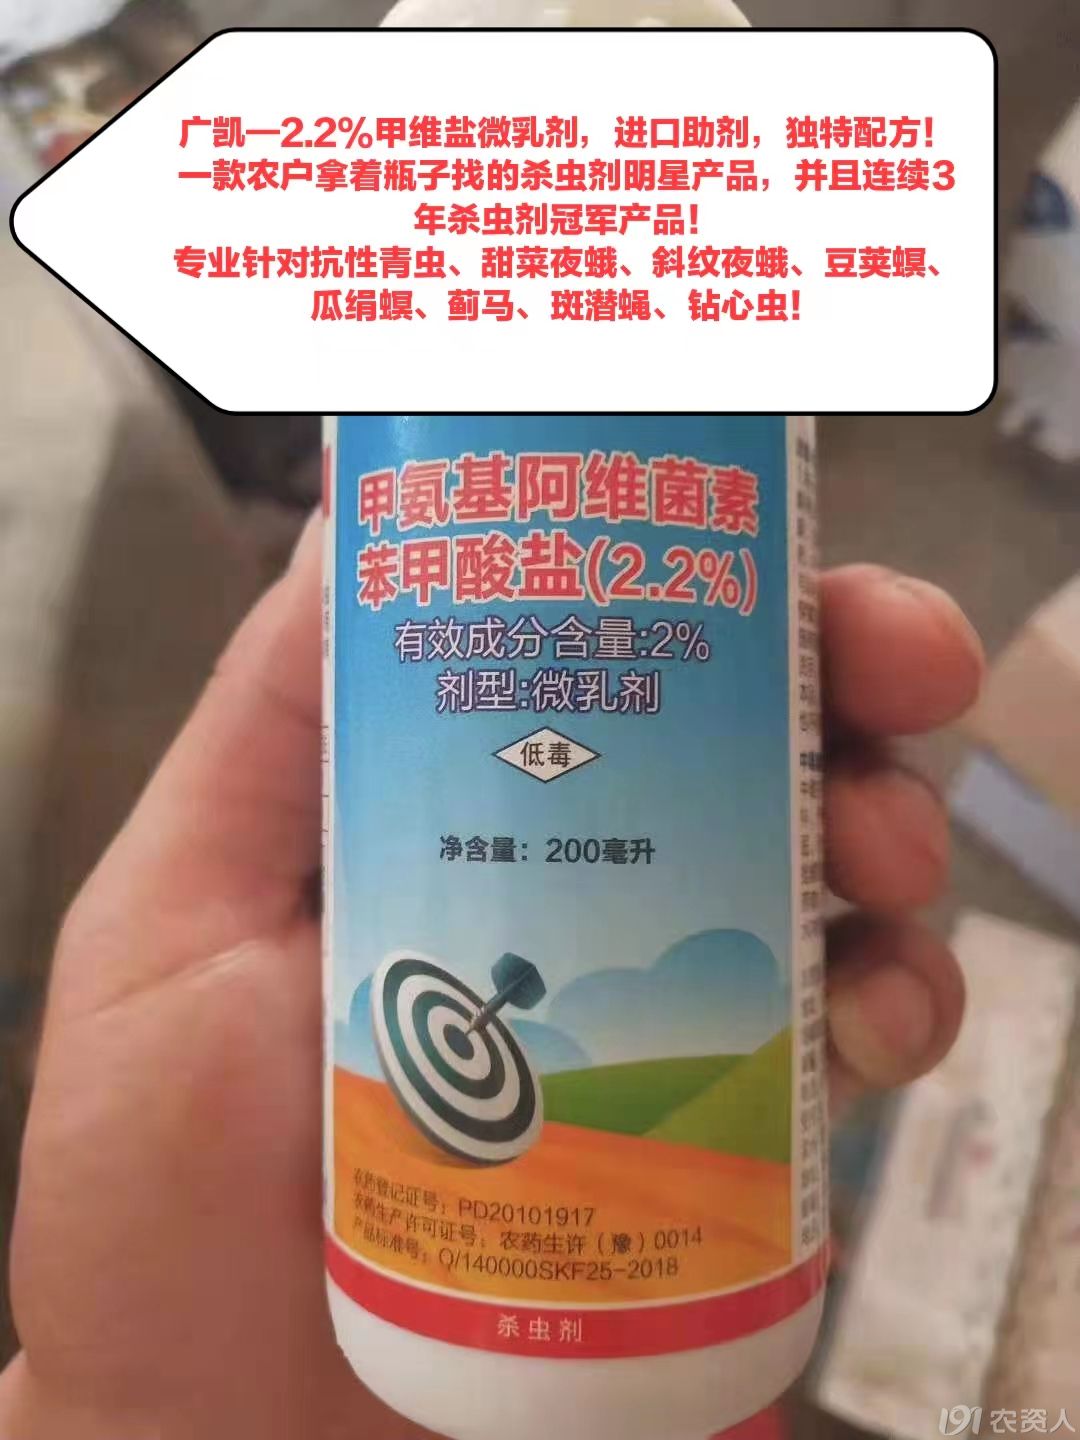 广凯—2.2%甲维盐微乳剂，进口助剂，独特配方！
一款农户拿着瓶子找的杀虫剂明星产品，并且连续3
年杀虫剂冠军产品！
专业针对抗性青虫、甜菜夜蛾、斜纹夜蛾、豆荚螟、
瓜绢螟、蓟马、斑潜蝇、钻心虫！
甲氨基阿维菌素
苯甲酸盐(2.2%)
有效成分含量:2%
剂型:微乳剂
低毒
净含量：200毫升
农药登记证号：PD20101917
农药生产许可证号：农药生许（豫）0014
产品标准号：Q/140000SKF25-2018
杀虫剂
191农资人